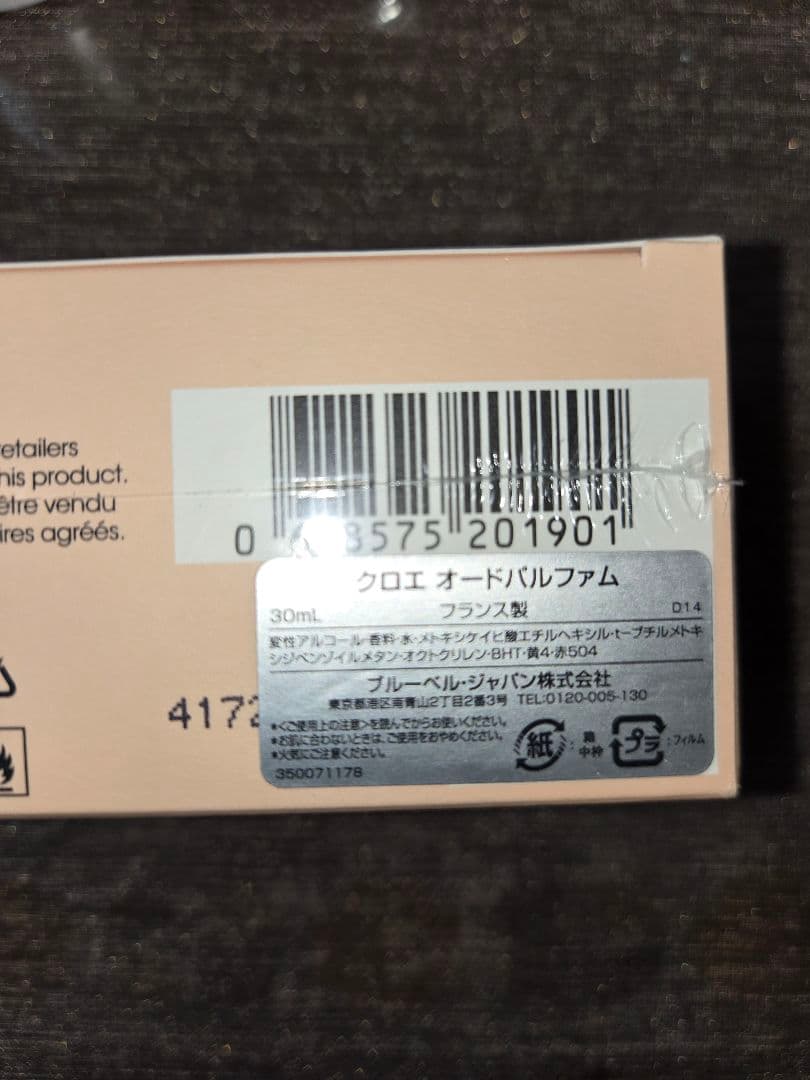 etailers
his product.
être vendu
ires agréés.
0 3575 201901
クロエ オードパルファム
30mL フランス製 D14
変性アルコール・香料・水・メトキシケイヒ酸エチルヘキシル・t-ブチルメトキ
シジベンゾイルメタン・オクトクリレン・BHT・黄4・赤504
ブルーベル・ジャパン株式会社
東京都港区南青山2丁目2番3号 TEL:0120-005-130
*<ご使用上の注意>を読んでからお使いください。
*お肌に合わないときは、ご使用をおやめください。
*火気にご注意ください。
350071178
紙 : 箱 中枠 プラ : フィルム
4172